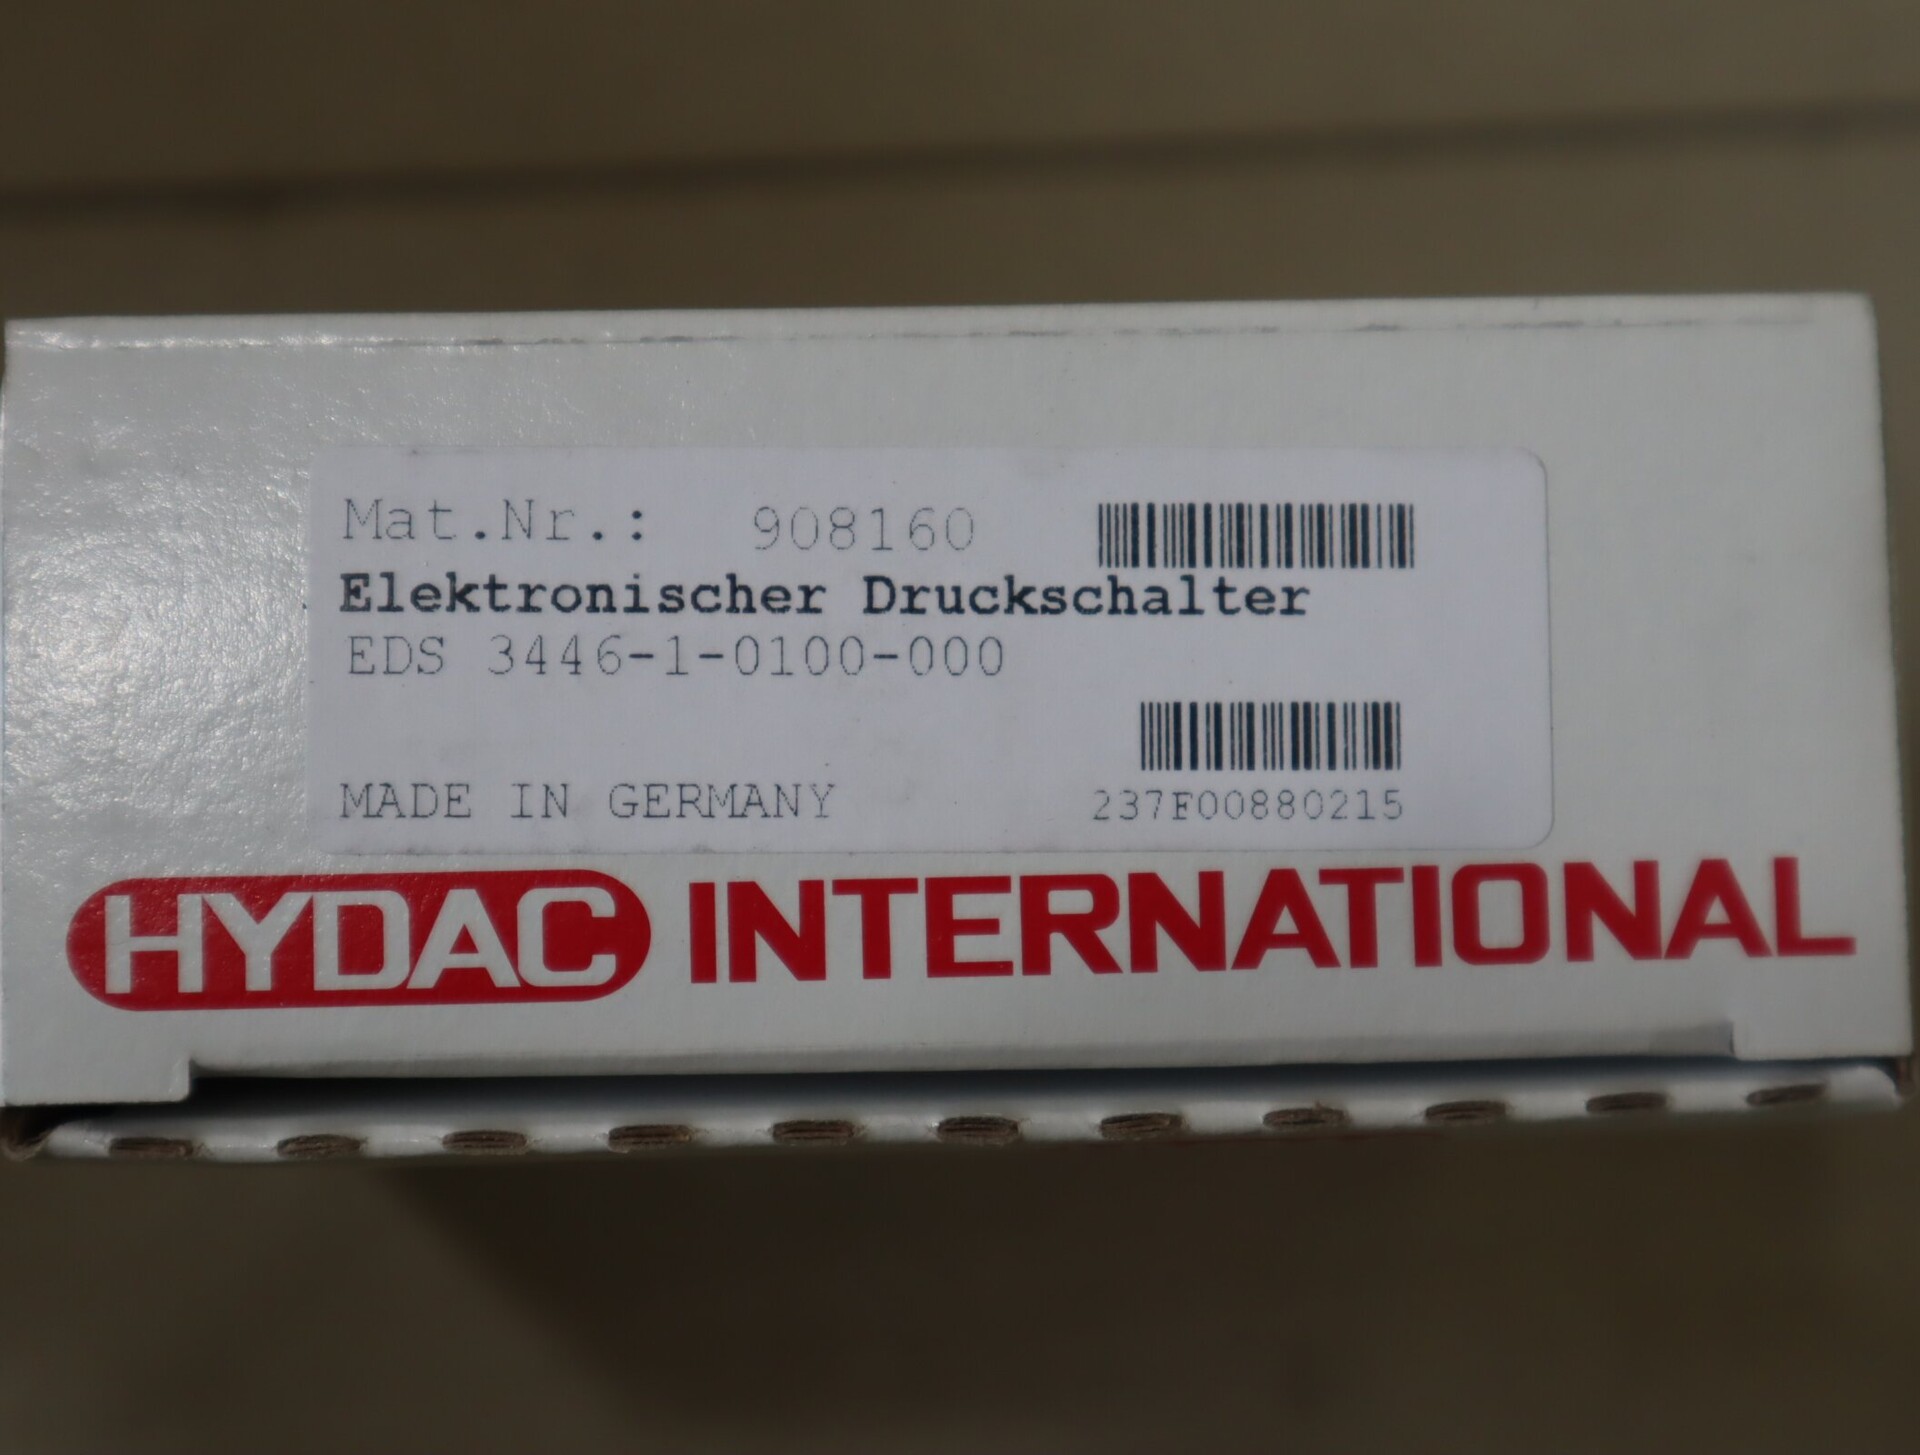 Mat.Nr.: 908160
Elektronischer Druckschalter
EDS 3446-1-0100-000
MADE IN GERMANY 237F00880215
HYDAC INTERNATIONAL